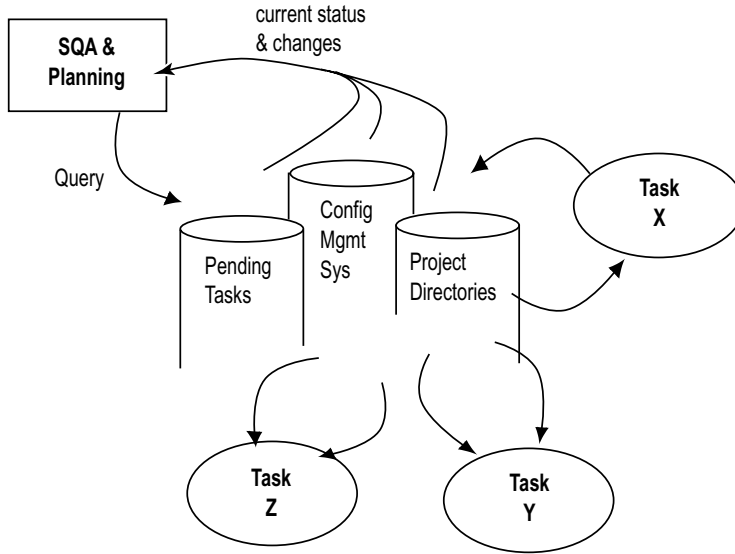 current status
& changes
SQA &
Planning
Query
Task
X
Config
Mgmt
Sys
Pending
Tasks
Project
Directories
Task
Z
Task
Y